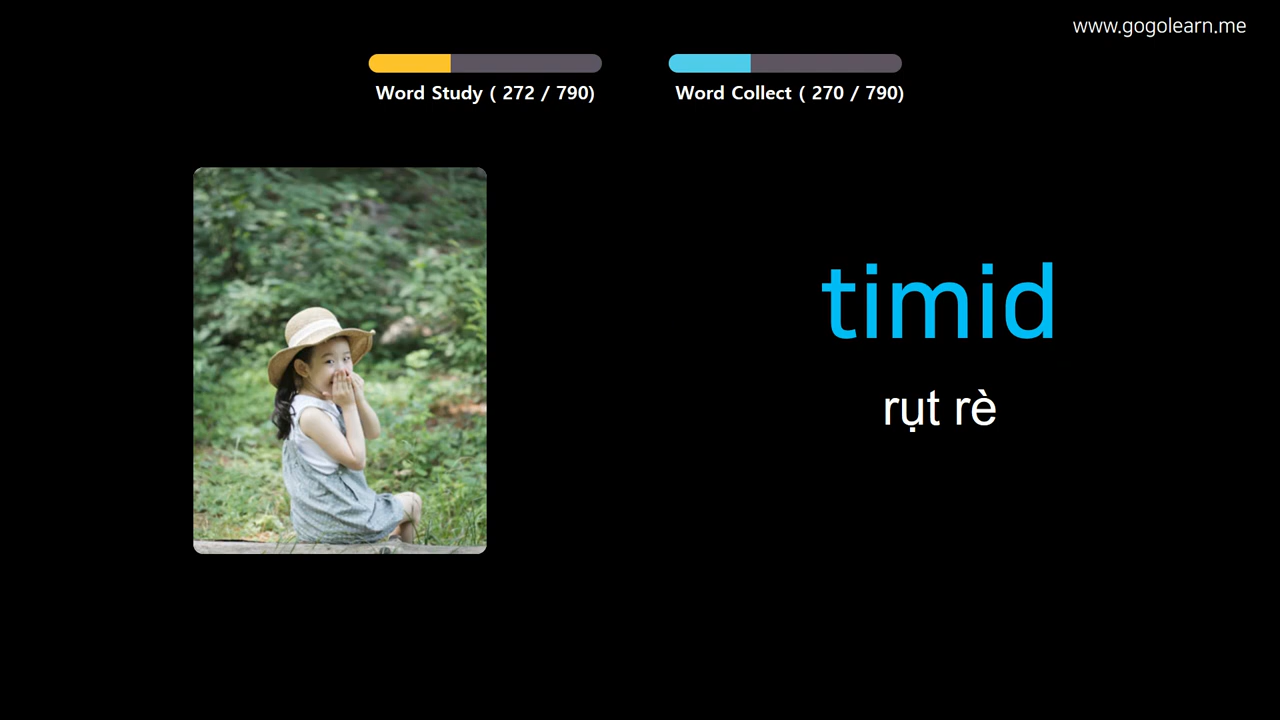 www.gogolearn.me
Word Study ( 272 / 790)
Word Collect ( 270 / 790)
timid
rụt rè